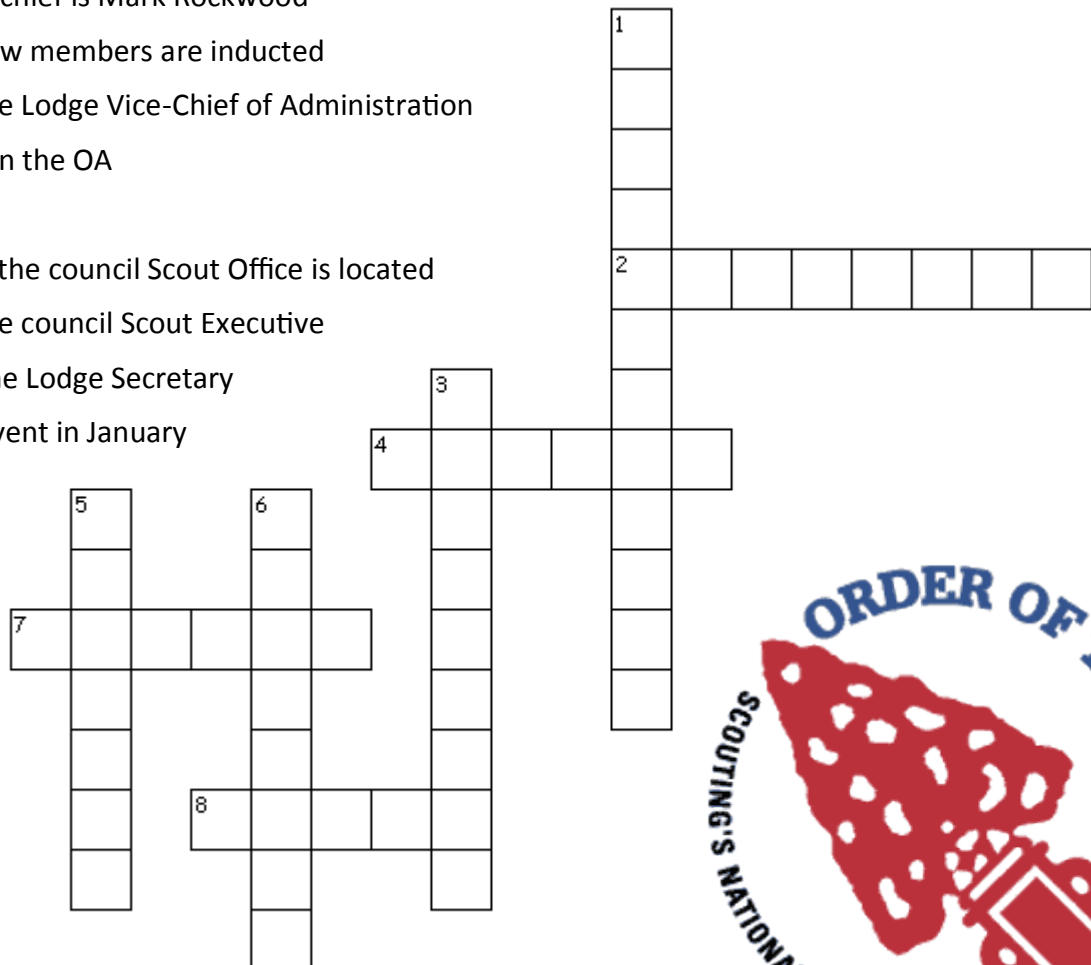 chief is Mark Rockwood
w members are inducted
e Lodge Vice-Chief of Administration
n the OA
the council Scout Office is located
e council Scout Executive
e Lodge Secretary
vent in January
1
2
3
4
5
6
7
8
ORDER OF
SCOUTING'S NATIONA